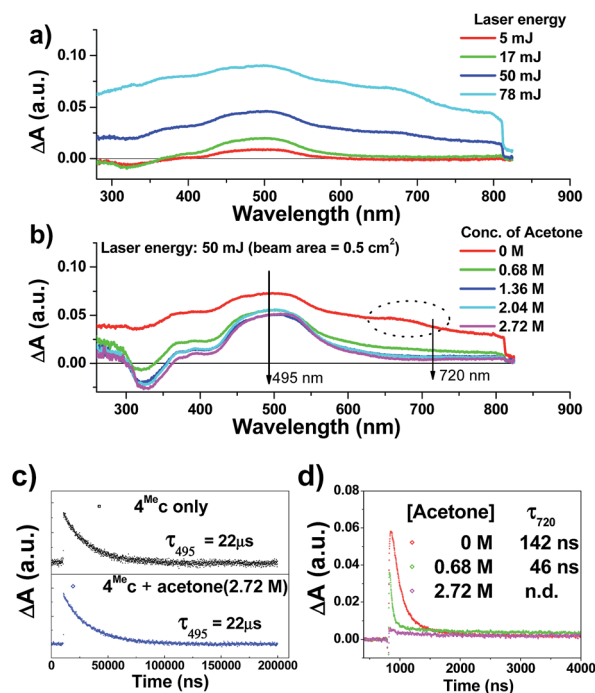 a)
Laser energy
5 mJ
17 mJ
50 mJ
78 mJ
0.10
0.05
0.00
ΔA (a.u.)
300 400 500 600 700 800 900
Wavelength (nm)
b)
Laser energy: 50 mJ (beam area = 0.5 cm²)
Conc. of Acetone
0 M
0.68 M
1.36 M
2.04 M
2.72 M
0.10
0.05
0.00
ΔA (a.u.)
495 nm
720 nm
300 400 500 600 700 800 900
Wavelength (nm)
c)
4ᴹᵉc only
τ₄₉₅ = 22μs
4ᴹᵉc + acetone(2.72 M)
τ₄₉₅ = 22μs
ΔA (a.u.)
0 50000 100000 150000 200000
Time (ns)
d)
0.08
0.06
0.04
0.02
0.00
ΔA (a.u.)
[Acetone] τ₇₂₀
0 M 142 ns
0.68 M 46 ns
2.72 M n.d.
1000 2000 3000 4000
Time (ns)